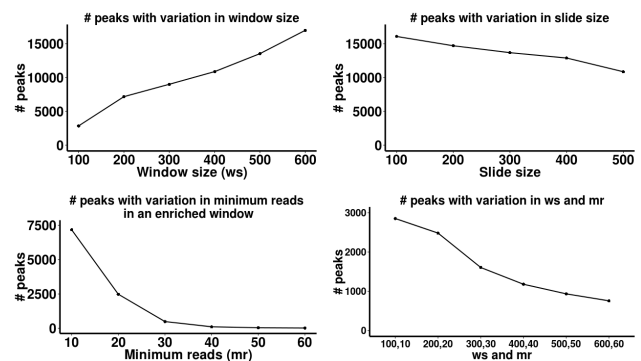 # peaks with variation in window size
# peaks
15000
10000
5000
0
100 200 300 400 500 600
Window size (ws)
# peaks with variation in slide size
# peaks
15000
10000
5000
0
100 200 300 400 500
Slide size
# peaks with variation in minimum reads
in an enriched window
# peaks
7500
5000
2500
0
10 20 30 40 50 60
Minimum reads (mr)
# peaks with variation in ws and mr
# peaks
3000
2000
1000
0
100,10 200,20 300,30 400,40 500,50 600,60
ws and mr